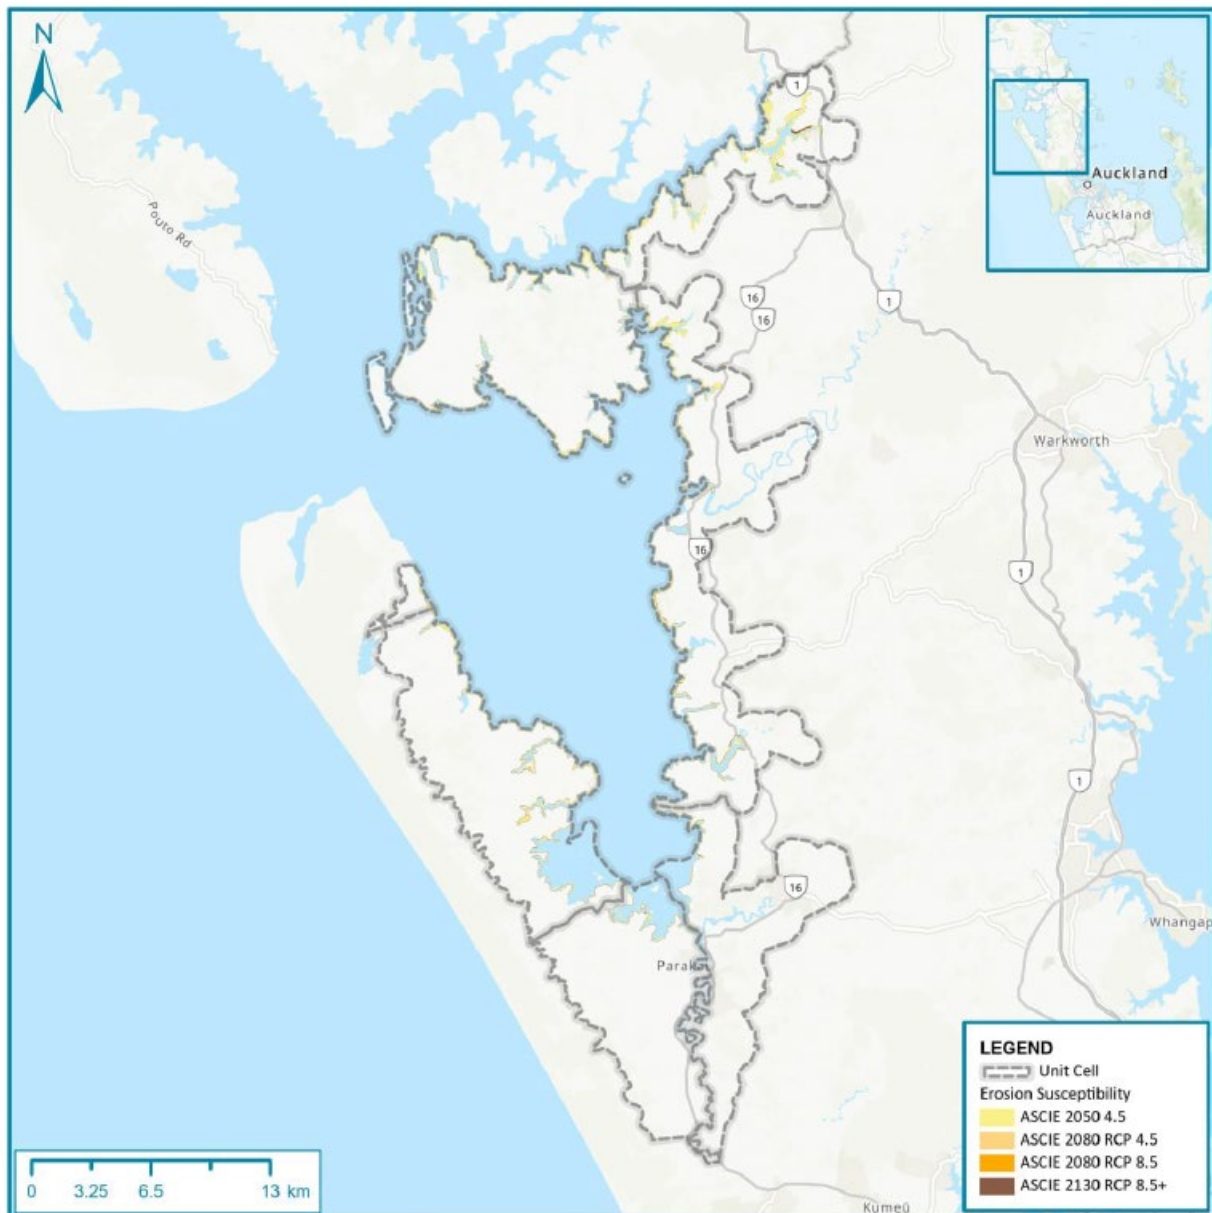 N
1
Pouto Rd
Auckland
Auckland
16
16
1
Warkworth
16
1
1
16
Whangap
Parak
Kumeū
LEGEND
Unit Cell
Erosion Susceptibility
ASCIE 2050 4.5
ASCIE 2080 RCP 4.5
ASCIE 2080 RCP 8.5
ASCIE 2130 RCP 8.5+
0 3.25 6.5 13 km